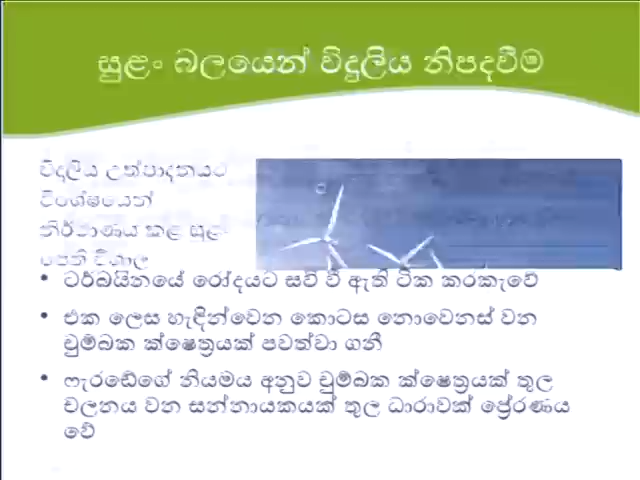 සුළං බලයෙන් විදුලිය නිපදවීම
විදුලිය උත්පාදනයට
විශේෂයෙන්
නිර්මාණය කළ සුළං
පෙති විශාල
• ටර්බයිනයේ රෝදයට සවි වී ඇති ටික කරකැවේ
• එක ලෙස හැඳින්වෙන කොටස නොවෙනස් වන
චුම්බක ක්ෂෙත්‍රයක් පවත්වා ගනී
• ෆැරඩේගේ නියමය අනුව චුම්බක ක්ෂෙත්‍රයක් තුල
චලනය වන සන්නායකයක් තුල ධාරාවක් ප්‍රේරණය
වේ